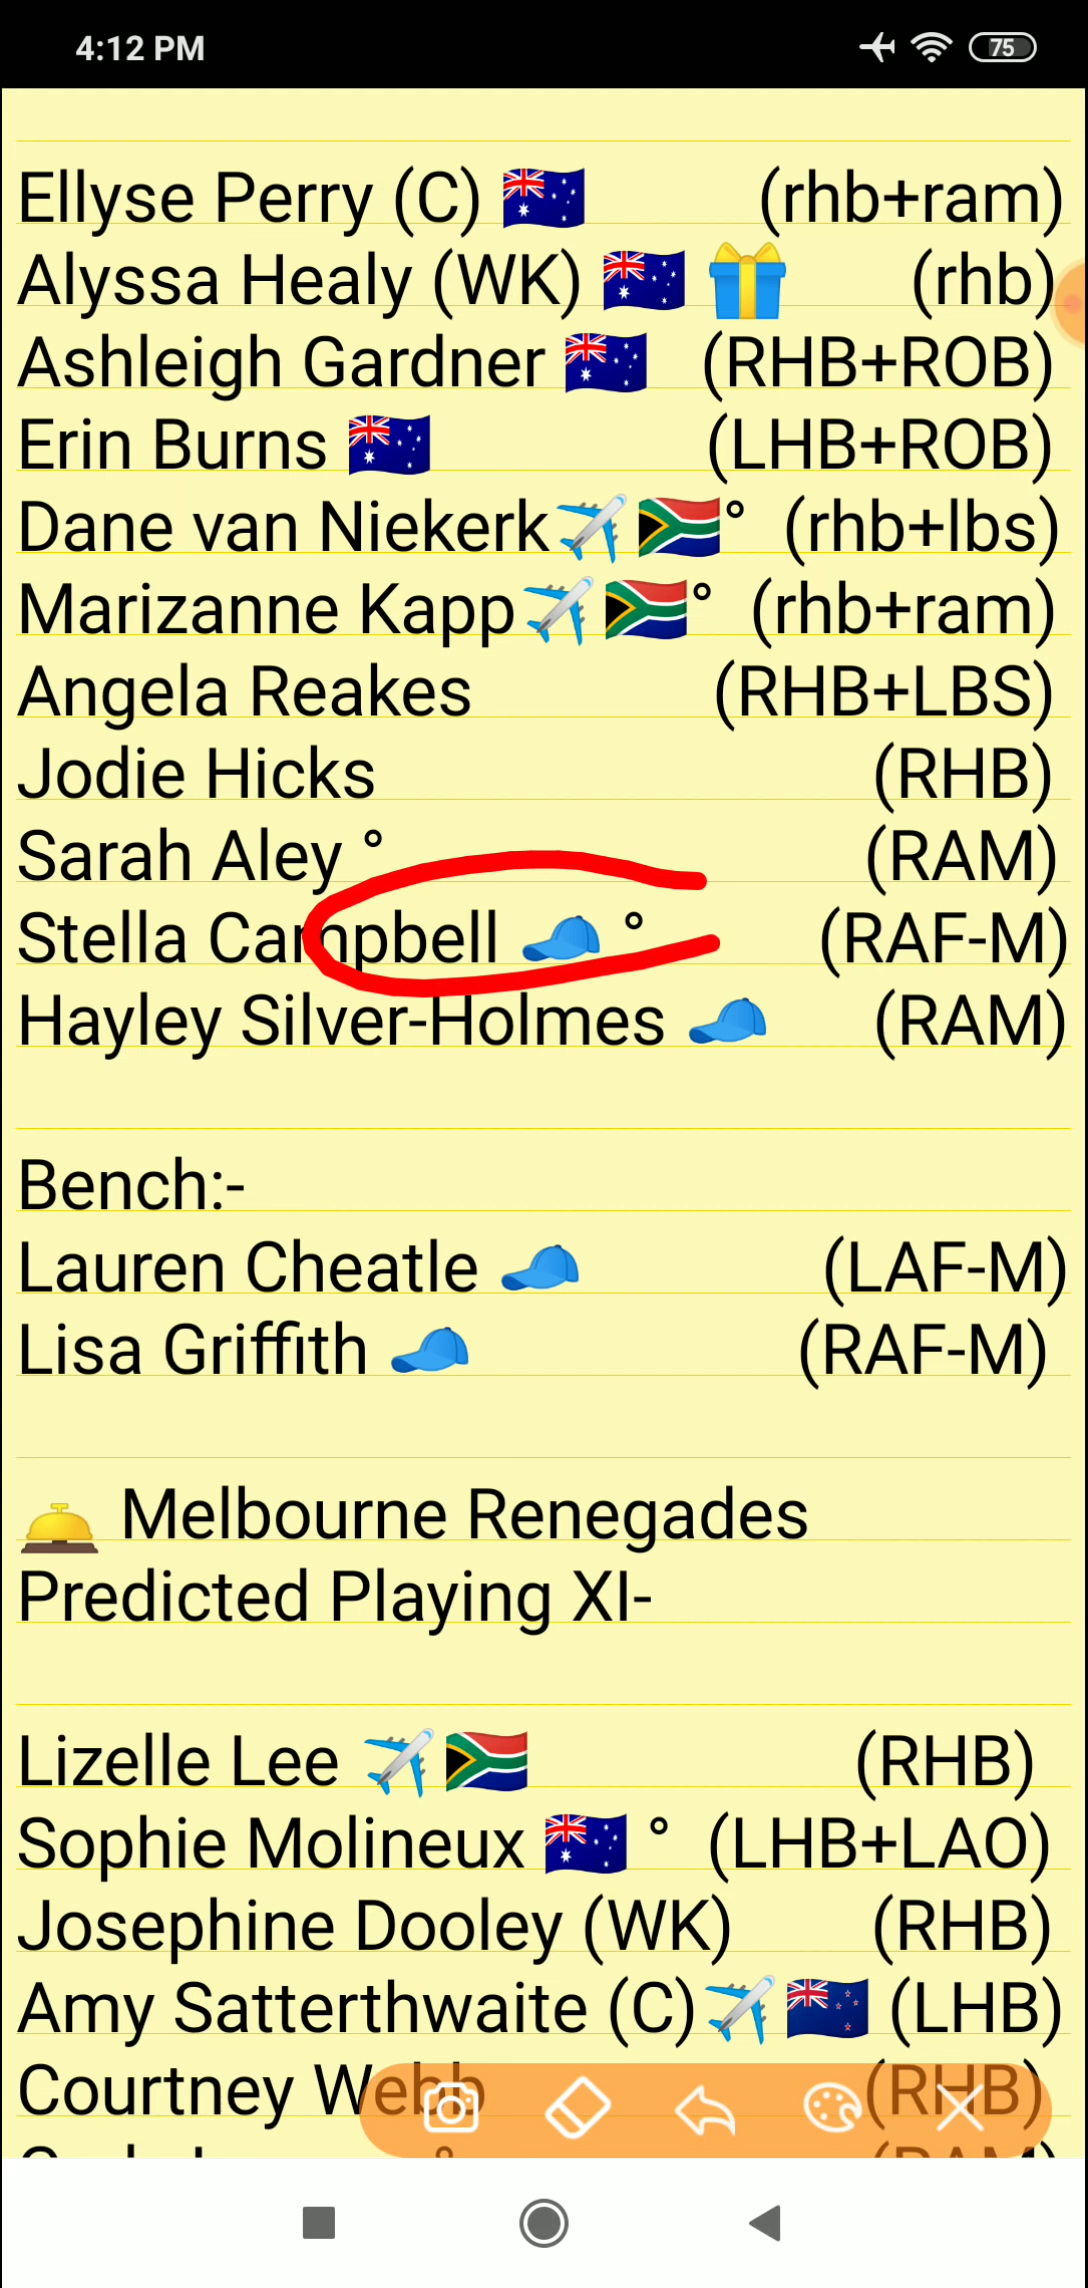 4:12 PM
75
Ellyse Perry (C) 🇦🇺 (rhb+ram)
Alyssa Healy (WK) 🇦🇺 🎁 (rhb)
Ashleigh Gardner 🇦🇺 (RHB+ROB)
Erin Burns 🇦🇺 (LHB+ROB)
Dane van Niekerk✈️🇿🇦° (rhb+lbs)
Marizanne Kapp✈️🇿🇦° (rhb+ram)
Angela Reakes (RHB+LBS)
Jodie Hicks (RHB)
Sarah Aley ° (RAM)
Stella Campbell 🧢 ° (RAF-M)
Hayley Silver-Holmes 🧢 (RAM)
Bench:-
Lauren Cheatle 🧢 (LAF-M)
Lisa Griffith 🧢 (RAF-M)
🛎️ Melbourne Renegades
Predicted Playing XI-
Lizelle Lee ✈️🇿🇦 (RHB)
Sophie Molineux 🇦🇺 ° (LHB+LAO)
Josephine Dooley (WK) (RHB)
Amy Satterthwaite (C)✈️🇳🇿 (LHB)
Courtney Webb (RHB)